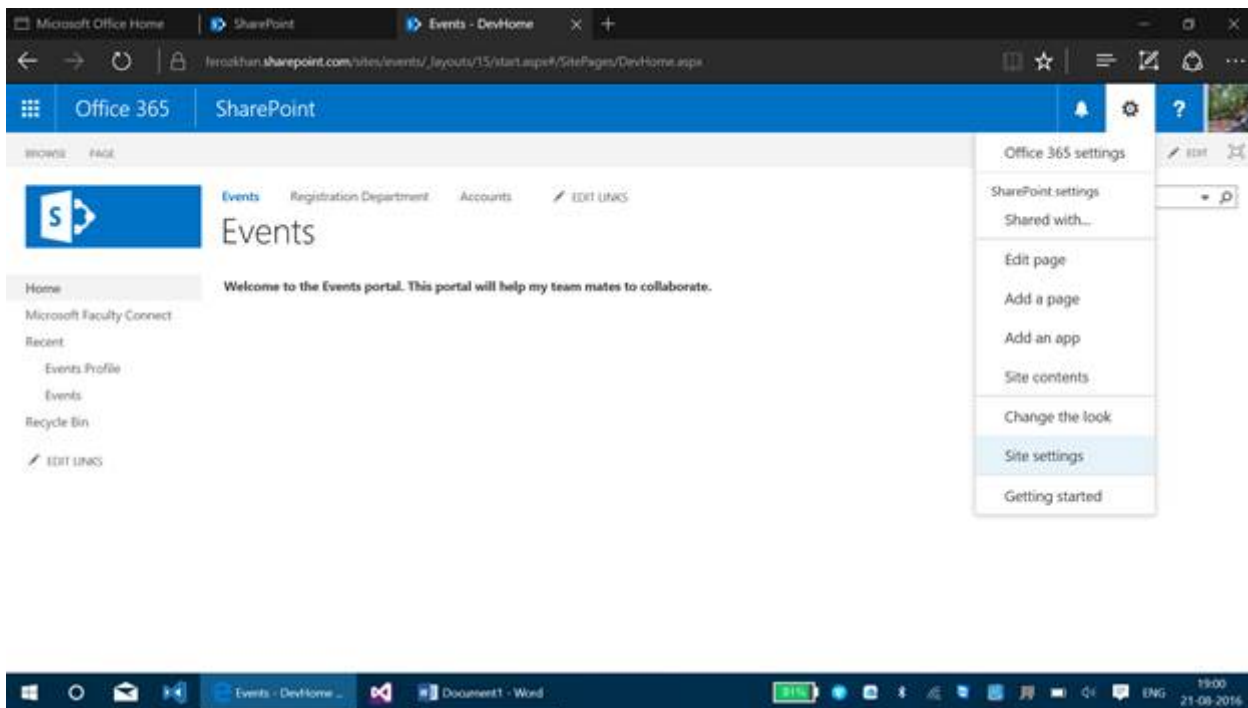 Microsoft Office Home SharePoint Events - DevHome
ferozkhan.sharepoint.com/sites/events/_layouts/15/start.aspx#/SitePages/DevHome.aspx
Office 365 SharePoint ?
BROWSE PAGE EDIT
S
Events Registration Department Accounts EDIT LINKS
Events
Welcome to the Events portal. This portal will help my team mates to collaborate.
Home
Microsoft Faculty Connect
Recent
Events Profile
Events
Recycle Bin
EDIT LINKS
Office 365 settings
SharePoint settings
Shared with...
Edit page
Add a page
Add an app
Site contents
Change the look
Site settings
Getting started
Events - DevHome ... Document1 - Word ENG 19:00
21-08-2016